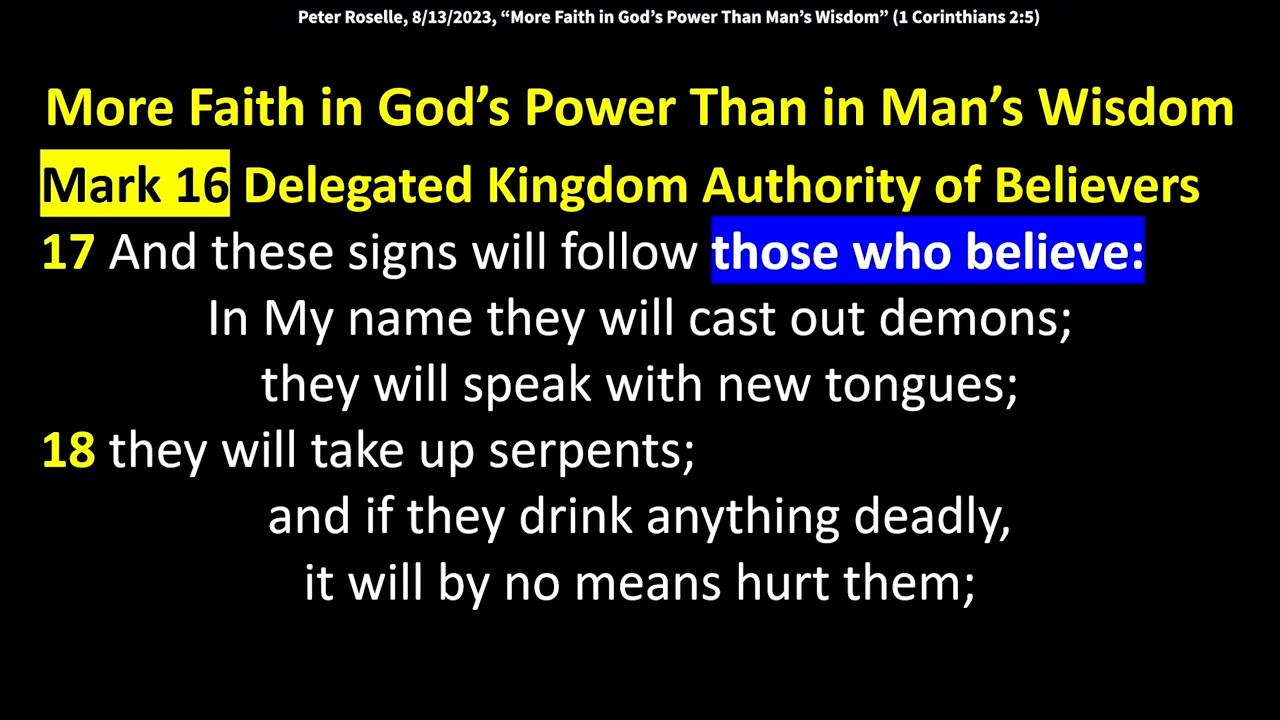 Peter Roselle, 8/13/2023, “More Faith in God’s Power Than Man’s Wisdom” (1 Corinthians 2:5)
More Faith in God’s Power Than in Man’s Wisdom
Mark 16 Delegated Kingdom Authority of Believers
17 And these signs will follow those who believe:
In My name they will cast out demons;
they will speak with new tongues;
18 they will take up serpents;
and if they drink anything deadly,
it will by no means hurt them;